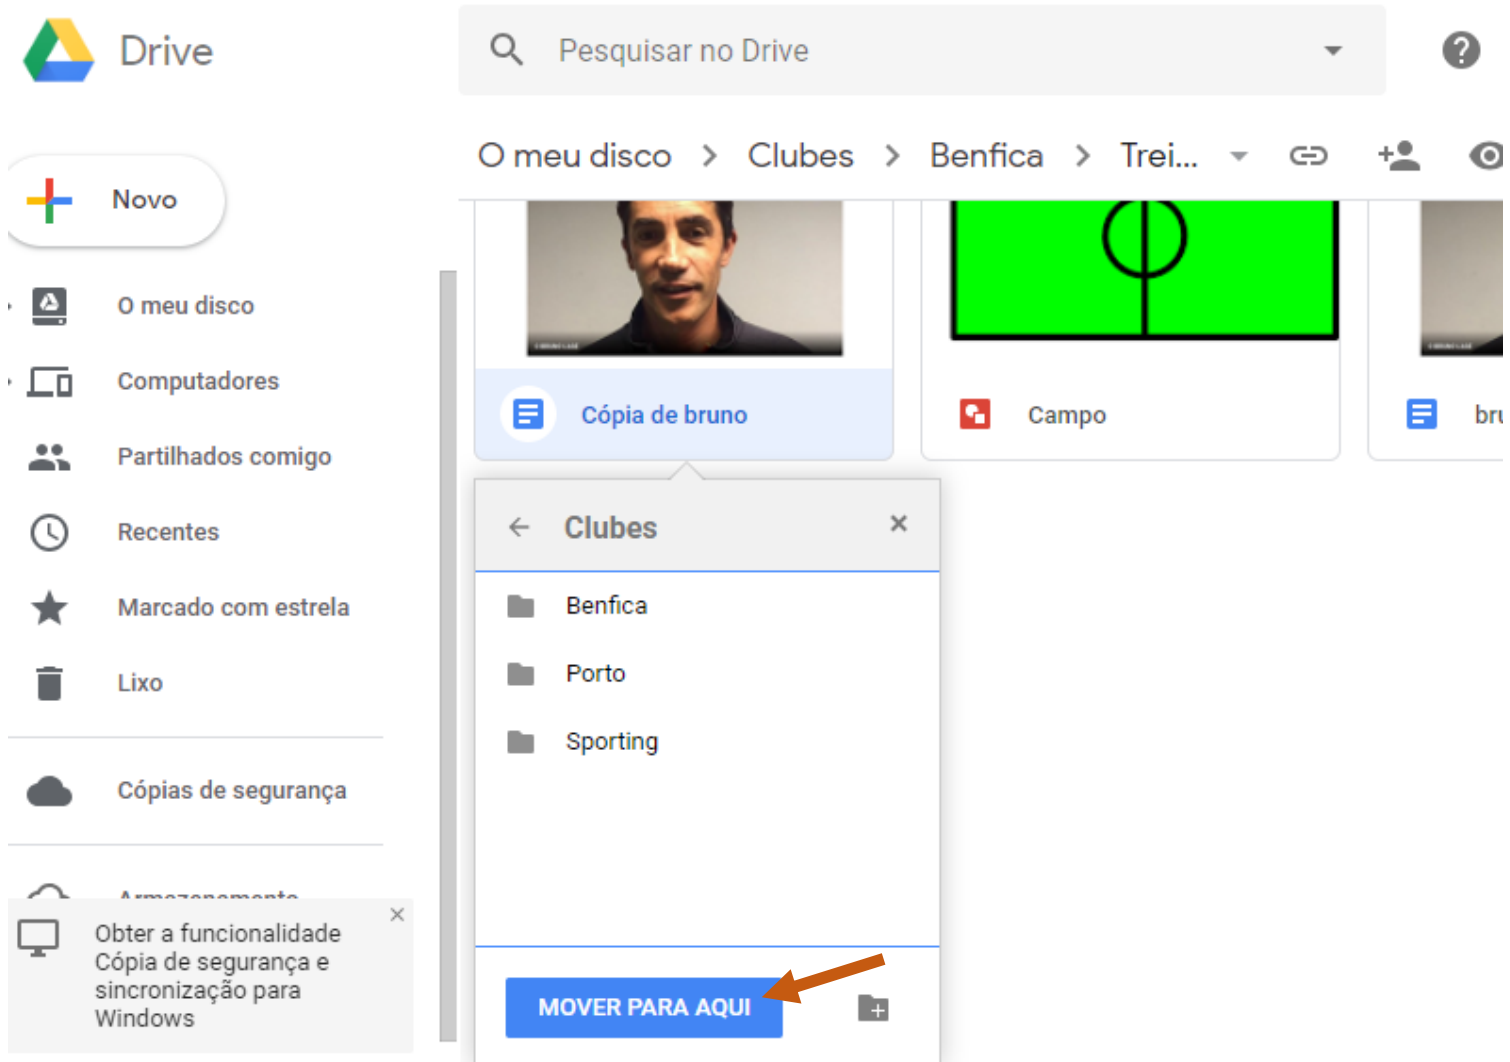 Drive
Pesquisar no Drive
O meu disco > Clubes > Benfica > Trei...
Novo
O meu disco
Computadores
Partilhados comigo
Recentes
Marcado com estrela
Lixo
Cópias de segurança
Armazenamento
Obter a funcionalidade
Cópia de segurança e
sincronização para
Windows
Cópia de bruno
Campo
bru
Clubes
Benfica
Porto
Sporting
MOVER PARA AQUI